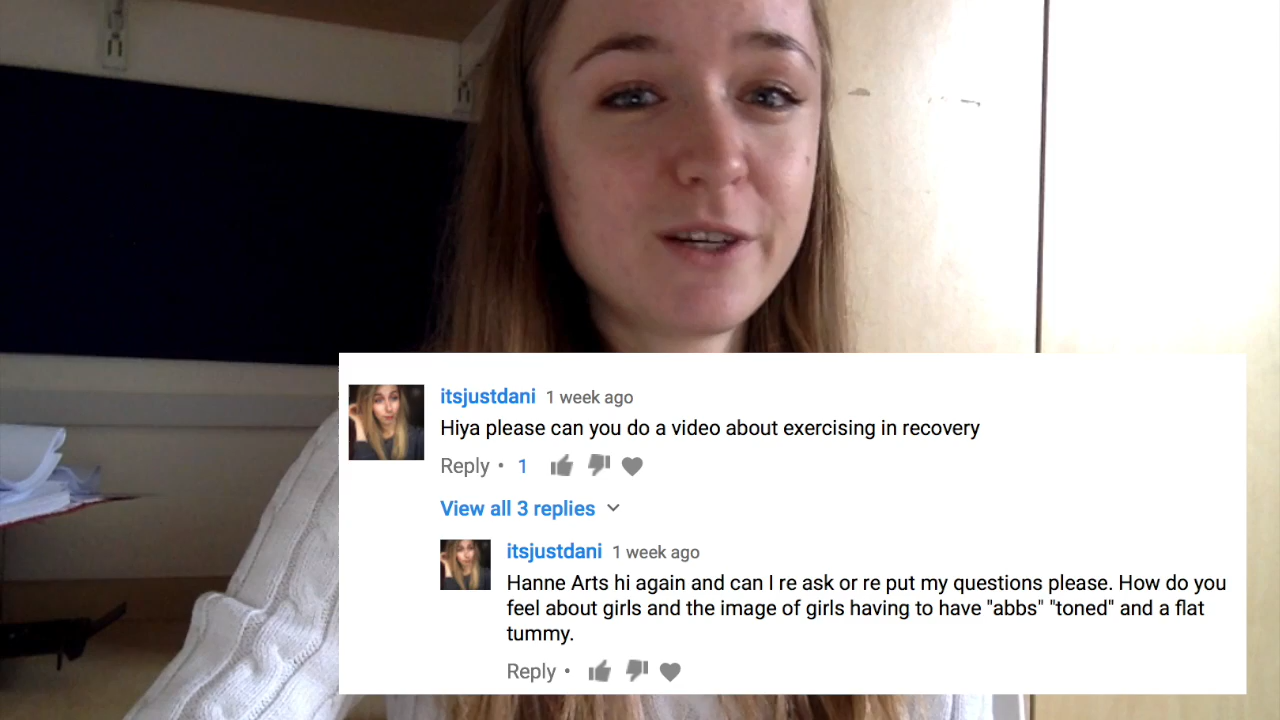 itsjustdani 1 week ago
Hiya please can you do a video about exercising in recovery
Reply • 1
View all 3 replies
itsjustdani 1 week ago
Hanne Arts hi again and can I re ask or re put my questions please. How do you
feel about girls and the image of girls having to have "abbs" "toned" and a flat
tummy.
Reply •